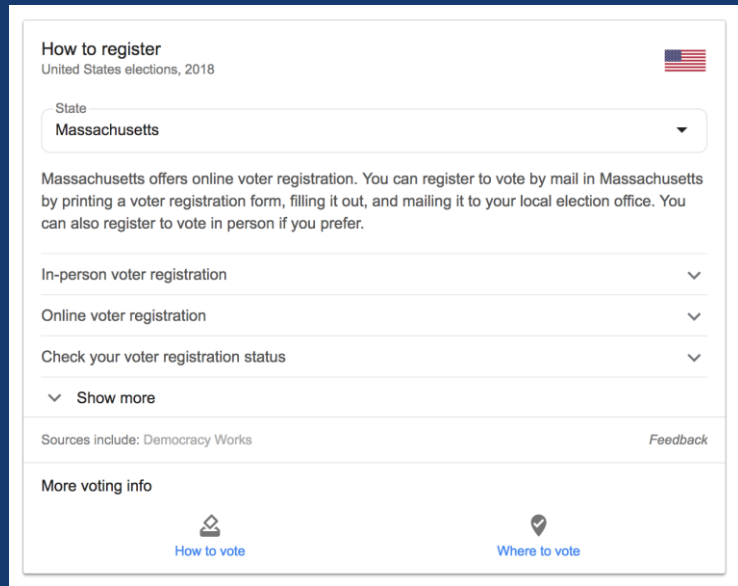 How to register
United States elections, 2018
State
Massachusetts
Massachusetts offers online voter registration. You can register to vote by mail in Massachusetts
by printing a voter registration form, filling it out, and mailing it to your local election office. You
can also register to vote in person if you prefer.
In-person voter registration
Online voter registration
Check your voter registration status
Show more
Sources include: Democracy Works
Feedback
More voting info
How to vote
Where to vote